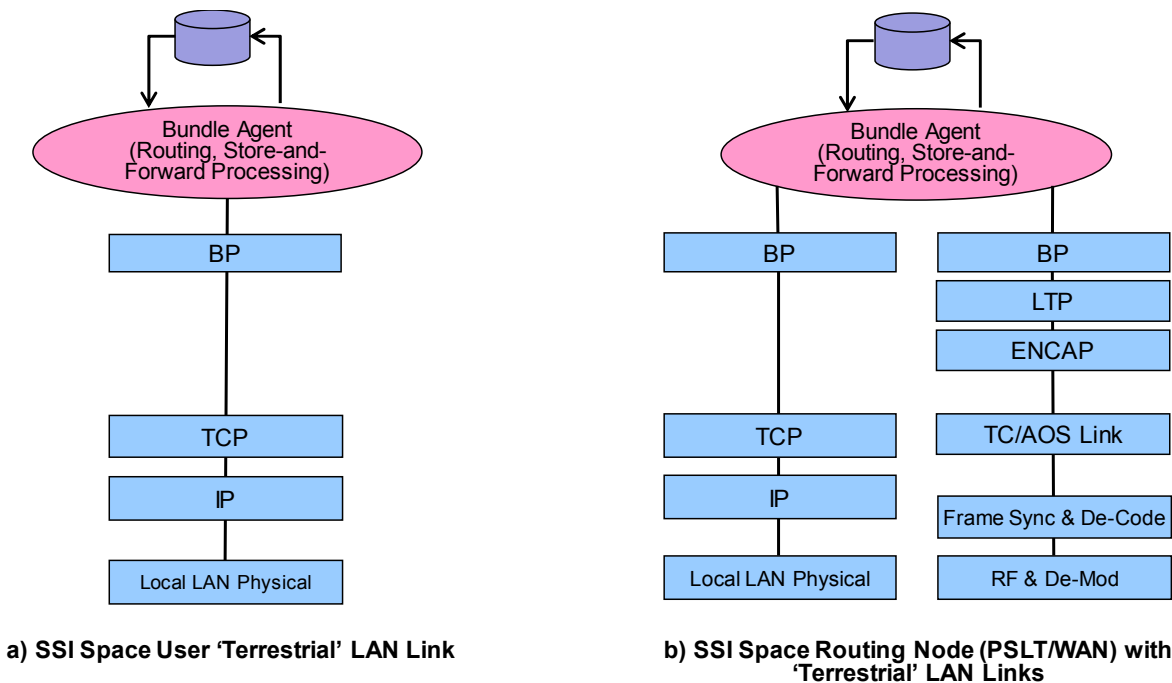 Bundle Agent
(Routing, Store-and-
Forward Processing)
BP
TCP
IP
Local LAN Physical
a) SSI Space User ‘Terrestrial’ LAN Link
Bundle Agent
(Routing, Store-and-
Forward Processing)
BP
TCP
IP
Local LAN Physical
BP
LTP
ENCAP
TC/AOS Link
Frame Sync & De-Code
RF & De-Mod
b) SSI Space Routing Node (PSLT/WAN) with
‘Terrestrial’ LAN Links